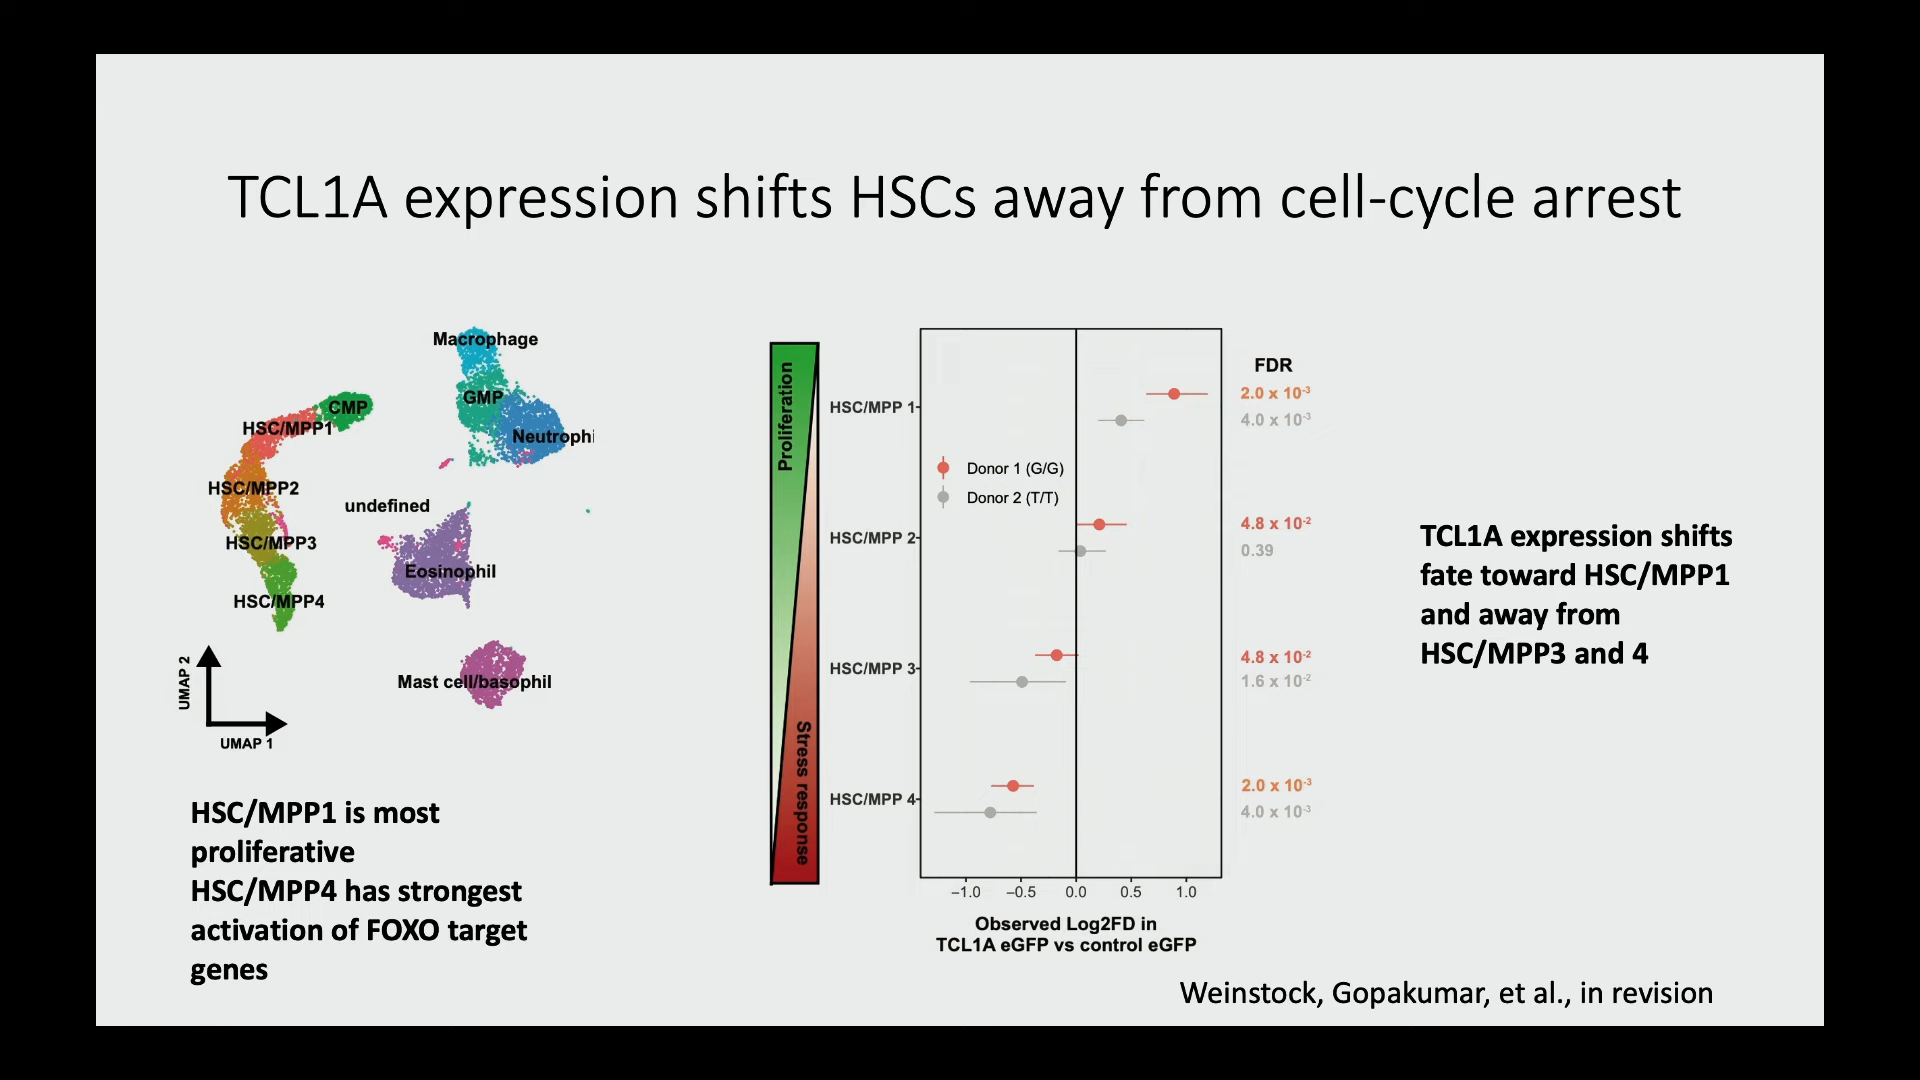 TCL1A expression shifts HSCs away from cell-cycle arrest
Macrophage
GMP
Neutrophi
CMP
HSC/MPP1
HSC/MPP2
undefined
HSC/MPP3
Eosinophil
HSC/MPP4
Mast cell/basophil
UMAP 2
UMAP 1
HSC/MPP1 is most
proliferative
HSC/MPP4 has strongest
activation of FOXO target
genes
Proliferation
Stress response
HSC/MPP 1
HSC/MPP 2
HSC/MPP 3
HSC/MPP 4
Donor 1 (G/G)
Donor 2 (T/T)
−1.0 −0.5 0.0 0.5 1.0
Observed Log2FD in
TCL1A eGFP vs control eGFP
FDR
2.0 x 10⁻³
4.0 x 10⁻³
4.8 x 10⁻²
0.39
4.8 x 10⁻²
1.6 x 10⁻²
2.0 x 10⁻³
4.0 x 10⁻³
TCL1A expression shifts
fate toward HSC/MPP1
and away from
HSC/MPP3 and 4
Weinstock, Gopakumar, et al., in revision